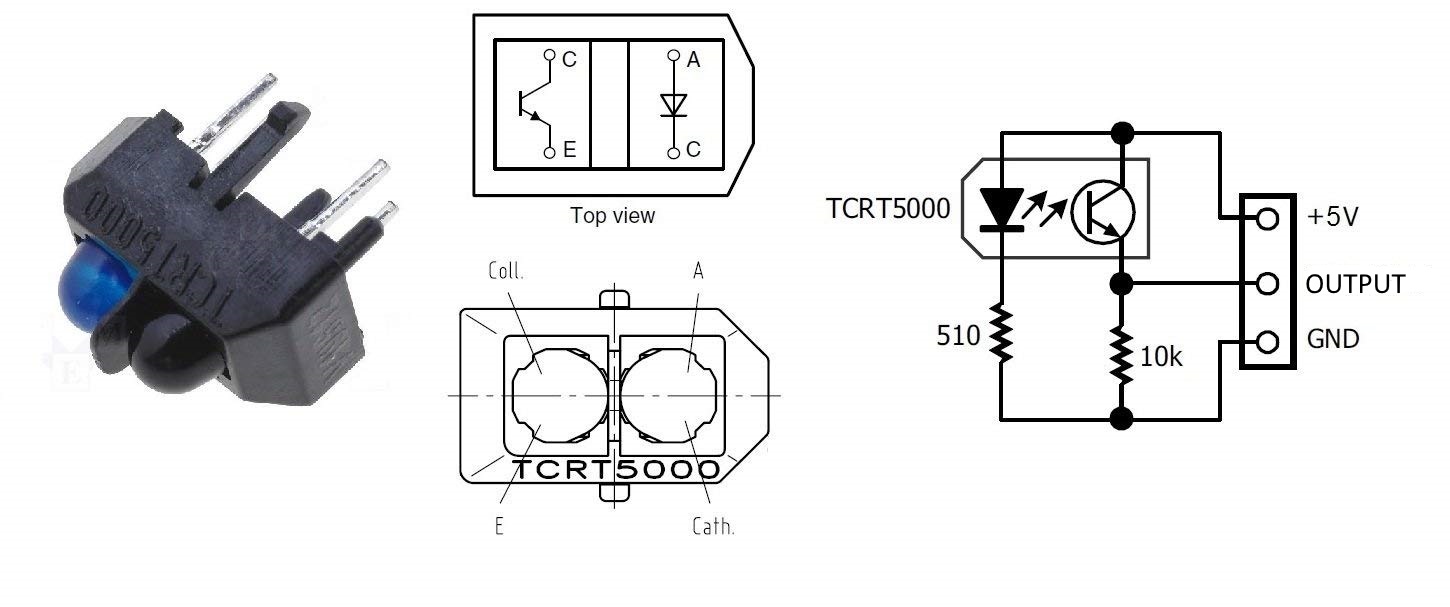 TCRT5000
C
A
E
C
Top view
Coll.
A
TCRT5000
E
Cath.
TCRT5000
510
10k
+5V
OUTPUT
GND